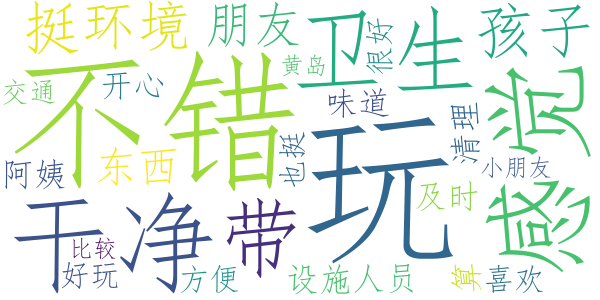 挺环境
朋友
卫生
很好
孩子
交通
开心
黄岛
不错
味道
清理
感觉
阿姨
东西
也挺
玩
小朋友
干净
带
及时
比较
好玩
方便
设施人员
算
喜欢